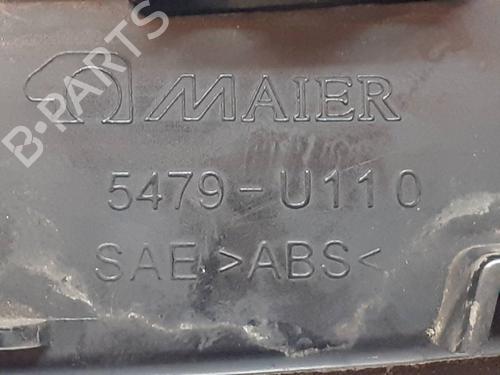 B-PARTS
MAIER
5479-U110
SAE >ABS<